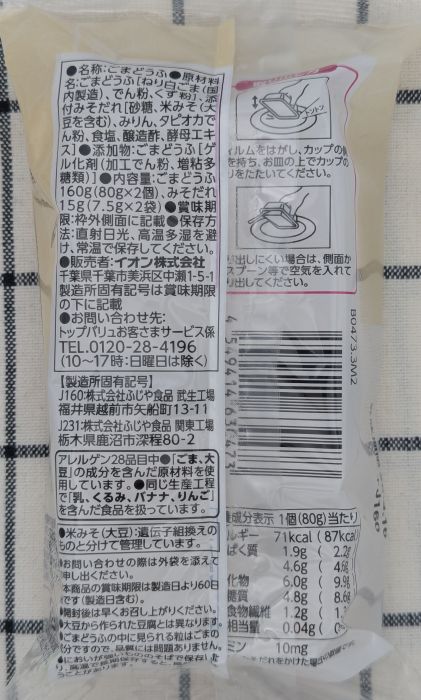 ●名称:ごまどうふ●原材料
名:ごまどうふ[ねり白ごま(国
内製造)、でん粉、くず粉]、添
付みそだれ[砂糖、米みそ(大
豆を含む)、みりん、タピオカで
ん粉、食塩、醸造酢、酵母エキ
ス]●添加物:ごまどうふ[ゲ
ル化剤(加工でん粉、増粘多
糖類)]●内容量:ごまどうふ
160g(80g×2個)、みそだれ
15g(7.5g×2袋)●賞味期
限:枠外側面に記載●保存方
法:直射日光、高温多湿を避
け、常温で保存してください。
●販売者:イオン株式会社
千葉県千葉市美浜区中瀬1-5-1
製造所固有記号は賞味期限
の下に記載
●お問い合わせ先:
トップバリュお客さまサービス係
TEL.0120-28-4196
(10〜17時:日曜日は除く)
【製造所固有記号】
J160:株式会社ふじや食品 武生工場
福井県越前市矢船町13-11
J231:株式会社ふじや食品 関東工場
栃木県鹿沼市深程80-2
アレルゲン28品目中●「ごま、大
豆」の成分を含んだ原材料を使
用しています。●同じ生産工程
で「乳、くるみ、バナナ、りんご」
を含んだ食品を扱っています。
●米みそ(大豆):遺伝子組換えの
ものと分けて管理しています。
●お問い合わせの際は外袋を添えて
申し出ください。
本商品の賞味期限は製造日より60日
です(製造日含む)。
●開封後は早くお召し上がりください。
●大豆から作られた豆腐とは異なります。
●ごまどうふの中に見られる粒はごまの
分ですので、品質には問題ありません。
トントン
ィルムをはがし、カップの
を持ち、お皿の上でカップの
りをたたいてください。
り出しにくい場合は、側面か
スプーン等で空気を入れて
り出してください。
B0473.3M2
成分表示 1個(80g)当たり
ルギー 71kcal (87kcal
ぱく質 1.9g ( 2.2g
4.6g ( 4.6g
化物 6.0g ( 9.9g
糖質 4.8g ( 8.6g
食物繊維 1.2g ( 1.
相当量 0.04g (
ミン 10mg